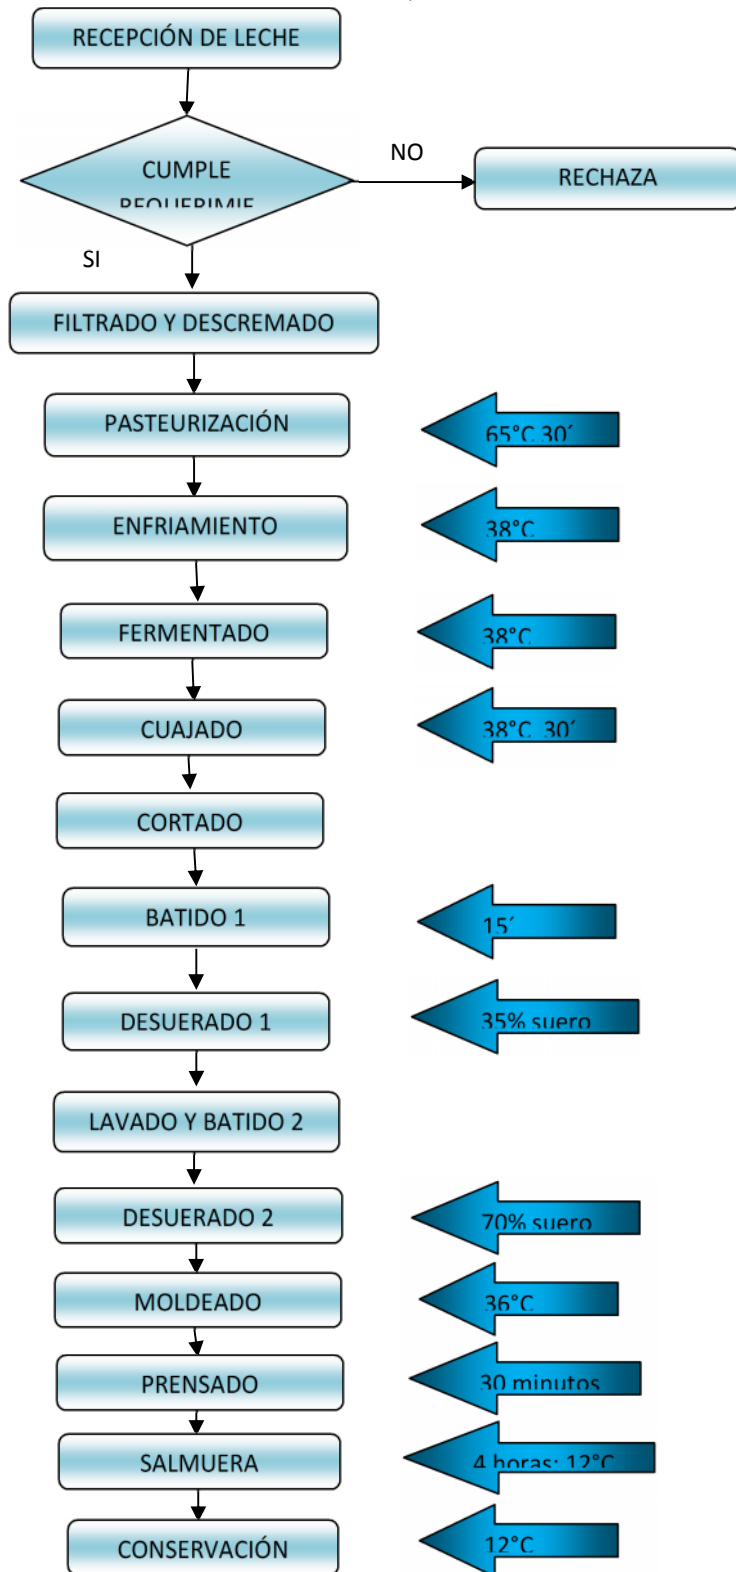 RECEPCIÓN DE LECHE
CUMPLE
REQUERIMIE
NO
RECHAZA
SI
FILTRADO Y DESCREMADO
PASTEURIZACIÓN
65°C 30´
ENFRIAMIENTO
38°C
FERMENTADO
38°C
CUAJADO
38°C 30´
CORTADO
BATIDO 1
15´
DESUERADO 1
35% suero
LAVADO Y BATIDO 2
DESUERADO 2
70% suero
MOLDEADO
36°C
PRENSADO
30 minutos
SALMUERA
4 horas; 12°C
CONSERVACIÓN
12°C